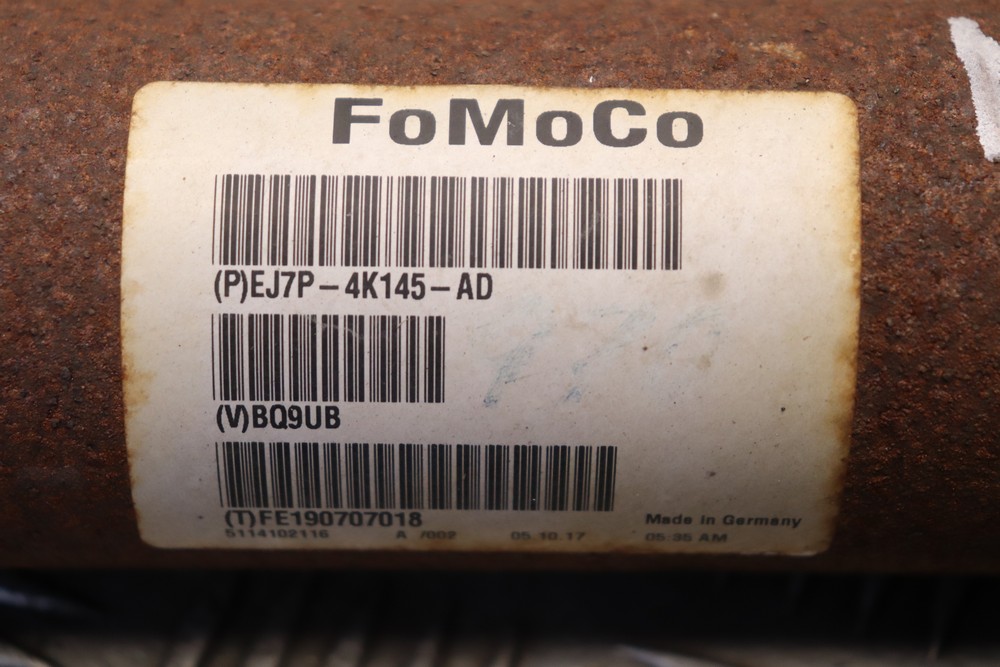 FoMoCo
(P)EJ7P-4K145-AD
(V)BQ9UB
(T)FE190707018
5114102116 A 7002 05.10.17 Made in Germany
05:35 AM